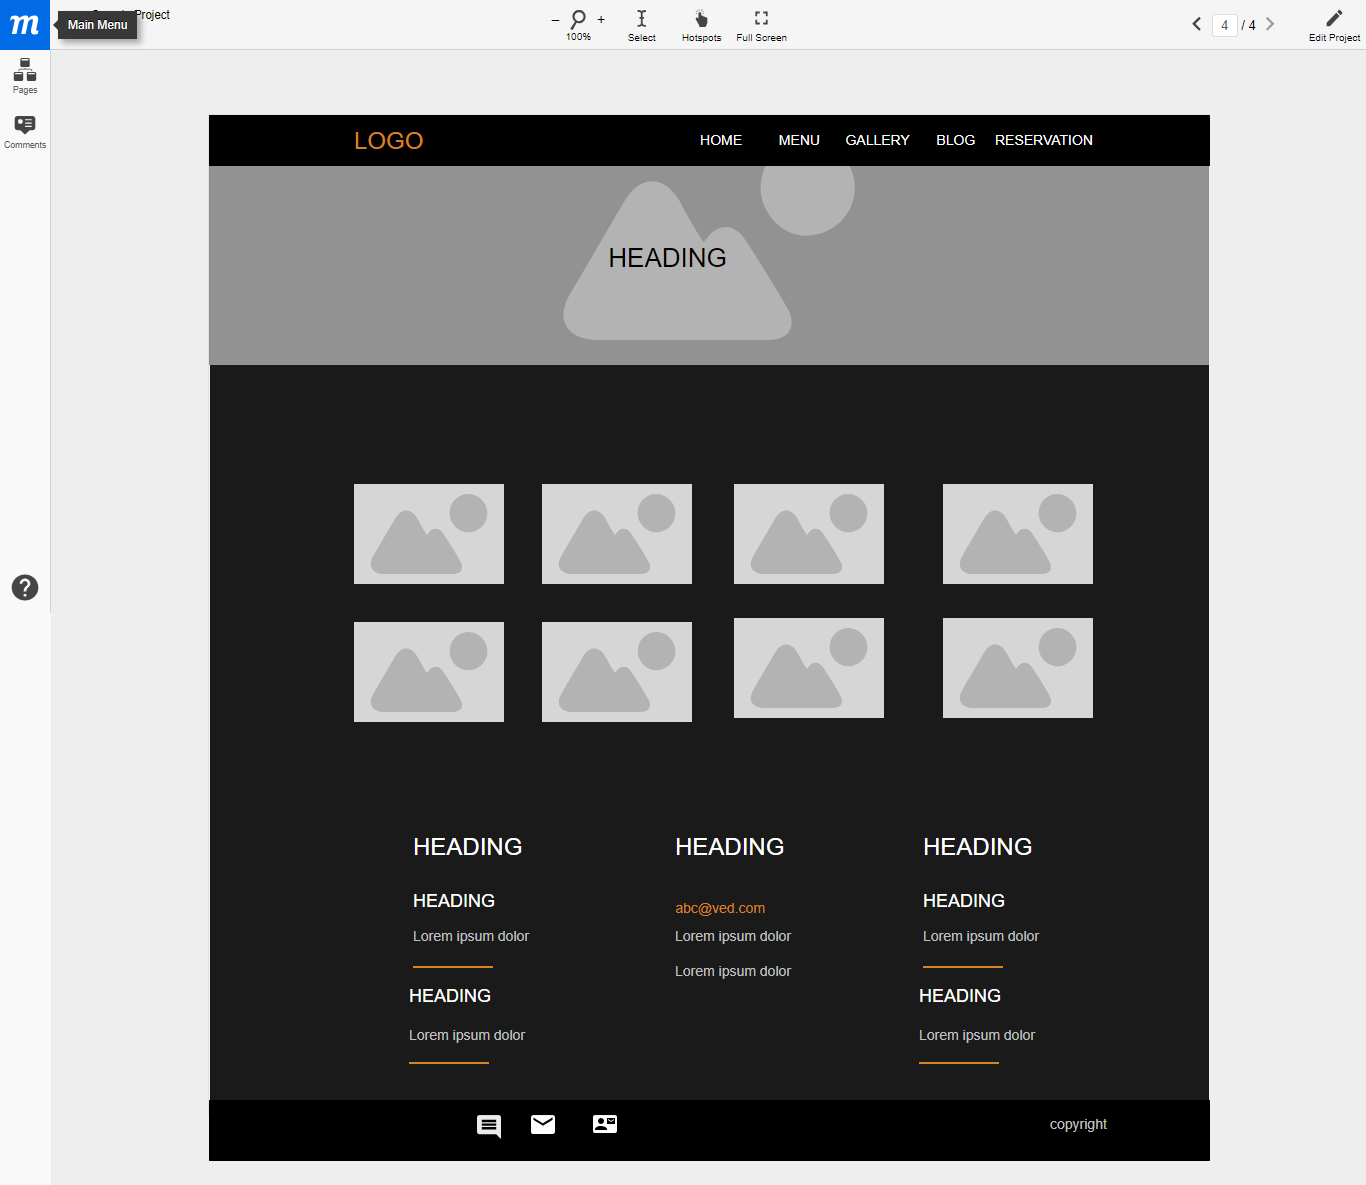 m
Main Menu
Project
– +
100%
Select
Hotspots
Full Screen
4 / 4
Edit Project
Pages
Comments
?
LOGO
HOME MENU GALLERY BLOG RESERVATION
HEADING
HEADING HEADING HEADING
HEADING
Lorem ipsum dolor
HEADING
Lorem ipsum dolor
abc@ved.com
Lorem ipsum dolor
Lorem ipsum dolor
HEADING
Lorem ipsum dolor
HEADING
Lorem ipsum dolor
copyright